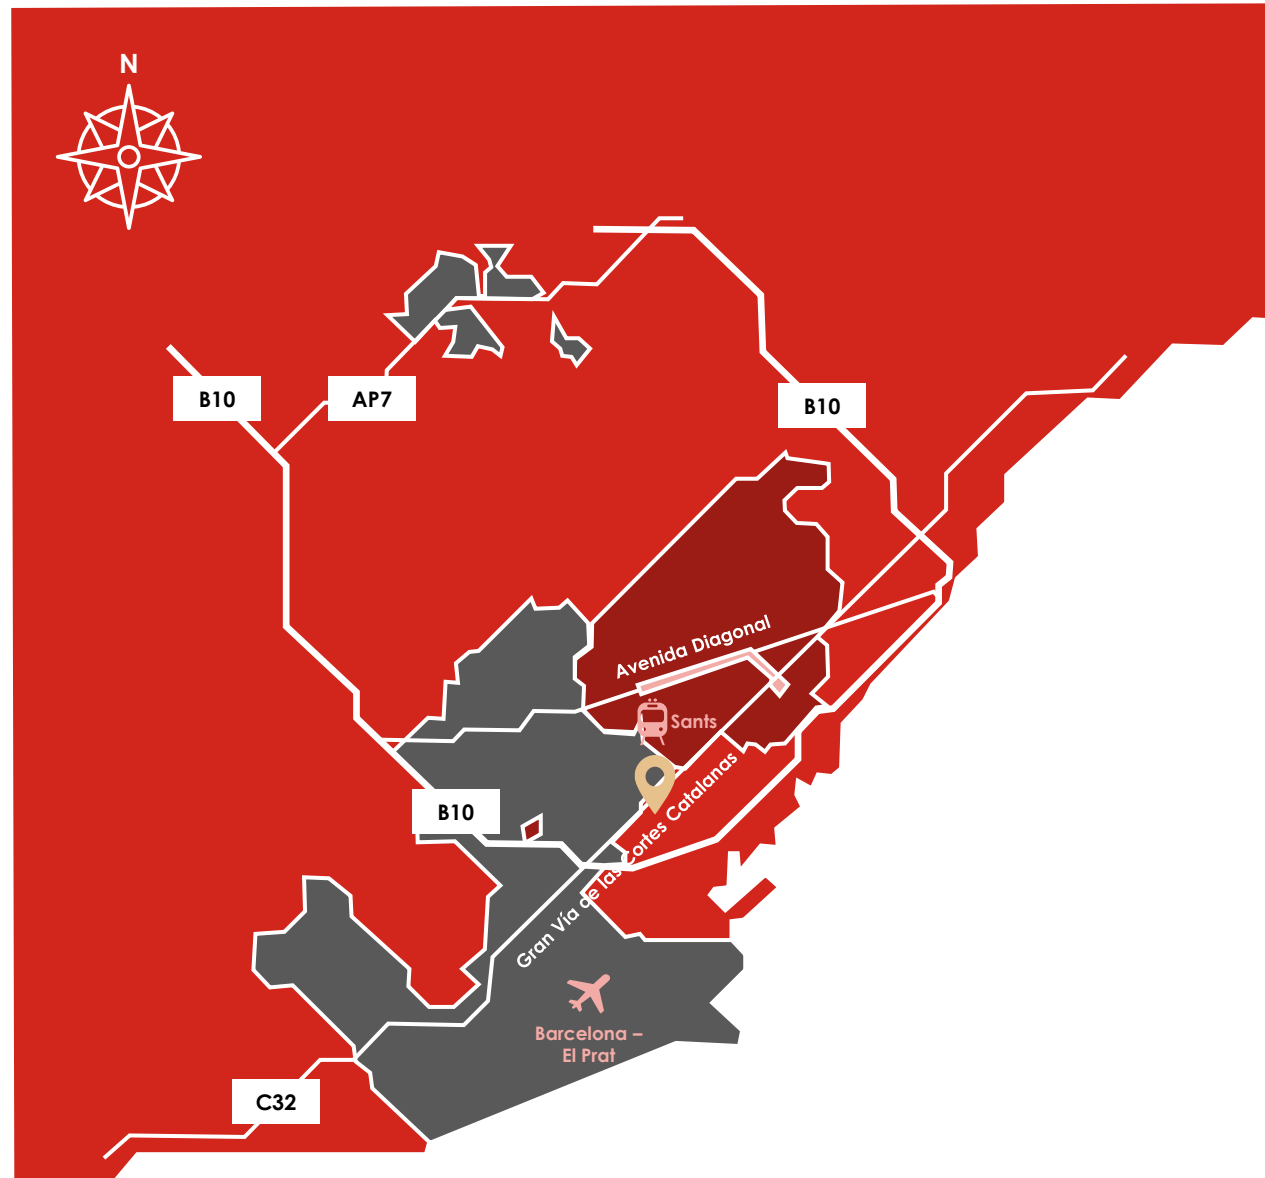 N
B10
AP7
B10
Avenida Diagonal
Sants
Gran Vía de las Cortes Catalanas
B10
Barcelona –
El Prat
C32